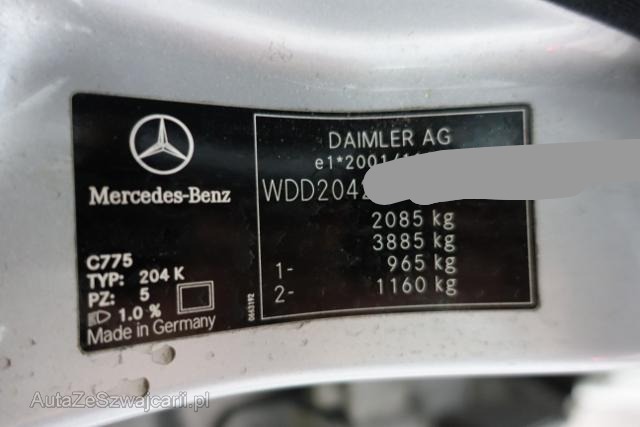 Mercedes-Benz
C775
TYP: 204 K
PZ: 5
1.0 %
Made in Germany
0663192
DAIMLER AG
e1*2001/
WDD204
2085 kg
3885 kg
1- 965 kg
2- 1160 kg
AutaZeSzwajcarii.pl